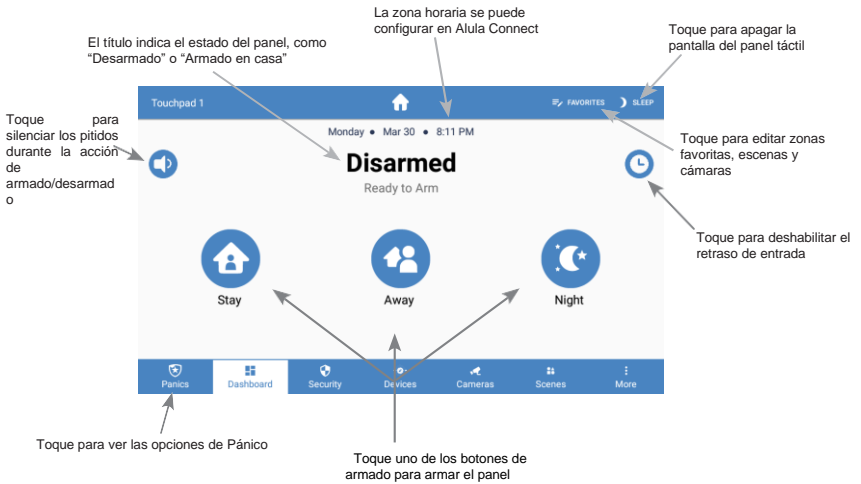 La zona horaria se puede
configurar en Alula Connect
Toque para apagar la
pantalla del panel táctil
El título indica el estado del panel, como
“Desarmado” o “Armado en casa”
Touchpad 1
FAVORITES
SLEEP
Toque para
silenciar los pitidos
durante la acción
de
armado/desarmad
o
Monday • Mar 30 • 8:11 PM
Disarmed
Ready to Arm
Toque para editar zonas
favoritas, escenas y
cámaras
Toque para deshabilitar el
retraso de entrada
Stay
Away
Night
Panics
Dashboard
Security
Devices
Cameras
Scenes
More
Toque para ver las opciones de Pánico
Toque uno de los botones de
armado para armar el panel